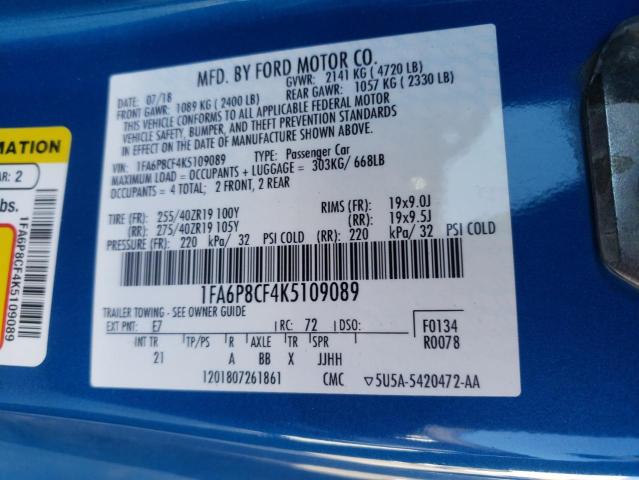 MFD. BY FORD MOTOR CO.
DATE: 07/18 GVWR: 2141 KG ( 4720 LB)
FRONT GAWR: 1089 KG ( 2400 LB) REAR GAWR: 1057 KG ( 2330 LB)
THIS VEHICLE CONFORMS TO ALL APPLICABLE FEDERAL MOTOR
VEHICLE SAFETY, BUMPER, AND THEFT PREVENTION STANDARDS
IN EFFECT ON THE DATE OF MANUFACTURE SHOWN ABOVE.
VIN: 1FA6P8CF4K5109089 TYPE: Passenger Car
MAXIMUM LOAD = OCCUPANTS + LUGGAGE = 303KG/ 668LB
OCCUPANTS = 4 TOTAL; 2 FRONT, 2 REAR
TIRE (FR): 255/40ZR19 100Y RIMS (FR): 19x9.0J
(RR): 275/40ZR19 105Y (RR): 19x9.5J
PRESSURE (FR): 220 kPa/ 32 PSI COLD (RR): 220 kPa/ 32 PSI COLD
1FA6P8CF4K5109089
TRAILER TOWING - SEE OWNER GUIDE
EXT PNT: E7 RC: 72 DSO: F0134
INT TR TP/PS R AXLE TR SPR R0078
21 A BB X JJHH
1201807261861 CMC ▽5U5A-5420472-AA
MATION
AR: 2
bs.
1FA6P8CF4K5109089